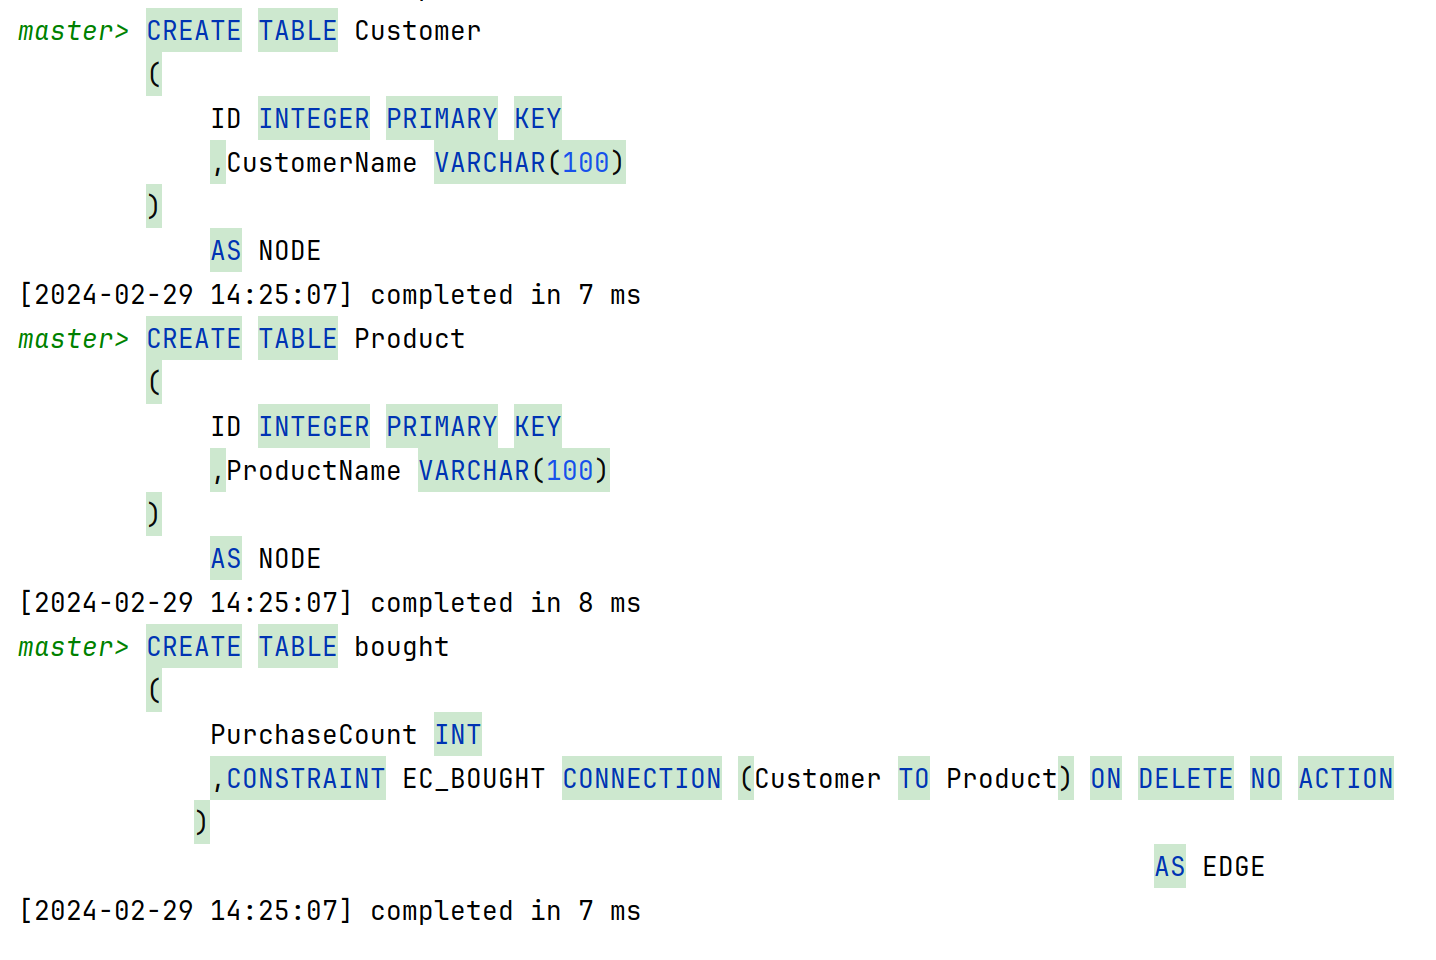 master> CREATE TABLE Customer
(
ID INTEGER PRIMARY KEY
,CustomerName VARCHAR(100)
)
AS NODE
[2024-02-29 14:25:07] completed in 7 ms
master> CREATE TABLE Product
(
ID INTEGER PRIMARY KEY
,ProductName VARCHAR(100)
)
AS NODE
[2024-02-29 14:25:07] completed in 8 ms
master> CREATE TABLE bought
(
PurchaseCount INT
,CONSTRAINT EC_BOUGHT CONNECTION (Customer TO Product) ON DELETE NO ACTION
)
AS EDGE
[2024-02-29 14:25:07] completed in 7 ms